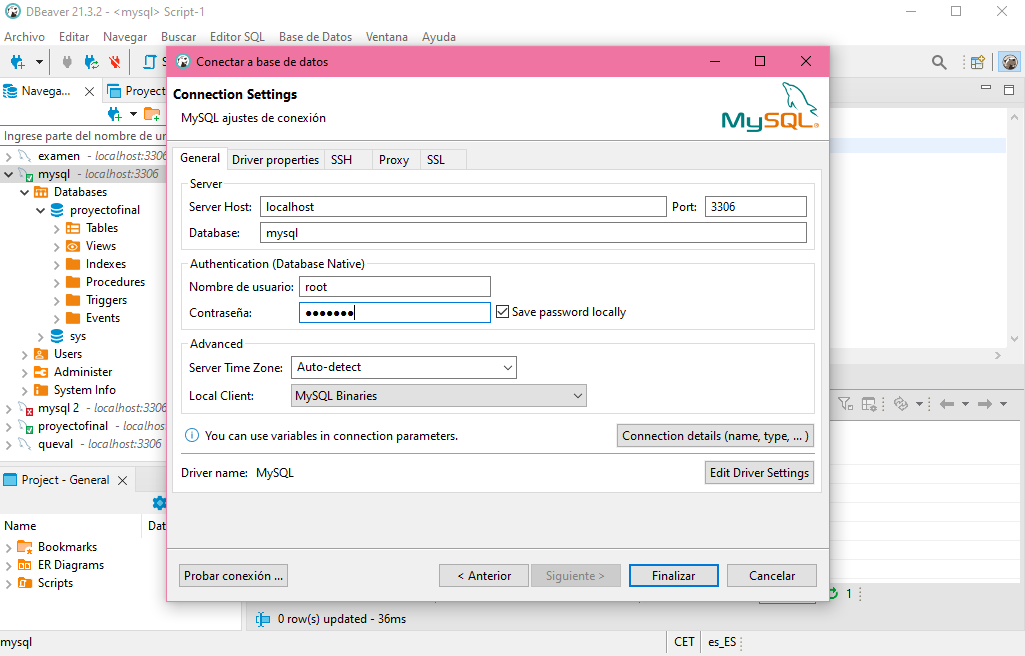 DBeaver 21.3.2 - <mysql> Script-1
Archivo Editar Navegar Buscar Editor SQL Base de Datos Ventana Ayuda
Conectar a base de datos
Connection Settings
MySQL ajustes de conexión
MySQL
General Driver properties SSH Proxy SSL
Server
Server Host: localhost Port: 3306
Database: mysql
Authentication (Database Native)
Nombre de usuario: root
Contraseña: ••••••• Save password locally
Advanced
Server Time Zone: Auto-detect
Local Client: MySQL Binaries
You can use variables in connection parameters. Connection details (name, type, ... )
Driver name: MySQL Edit Driver Settings
Probar conexión ... < Anterior Siguiente > Finalizar Cancelar
Navega... Project
Ingrese parte del nombre de un
examen - localhost:3306
mysql - localhost:3306
Databases
proyectofinal
Tables
Views
Indexes
Procedures
Triggers
Events
sys
Users
Administer
System Info
mysql 2 - localhost:3306
proyectofinal - localhos
queval - localhost:3306
Project - General
Name Dat
Bookmarks
ER Diagrams
Scripts
1
0 row(s) updated - 36ms
mysql CET es_ES